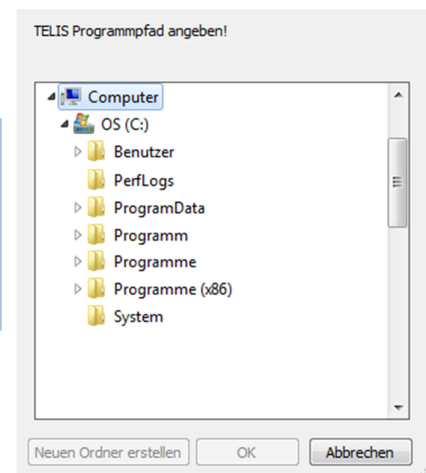 TELIS Programmpfad angeben!
Computer
OS (C:)
Benutzer
PerfLogs
ProgramData
Programm
Programme
Programme (x86)
System
Neuen Ordner erstellen OK Abbrechen